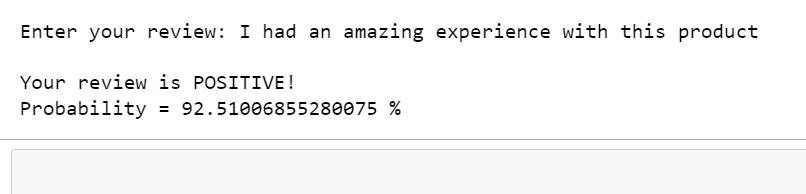 Enter your review: I had an amazing experience with this product
Your review is POSITIVE!
Probability = 92.51006855280075 %